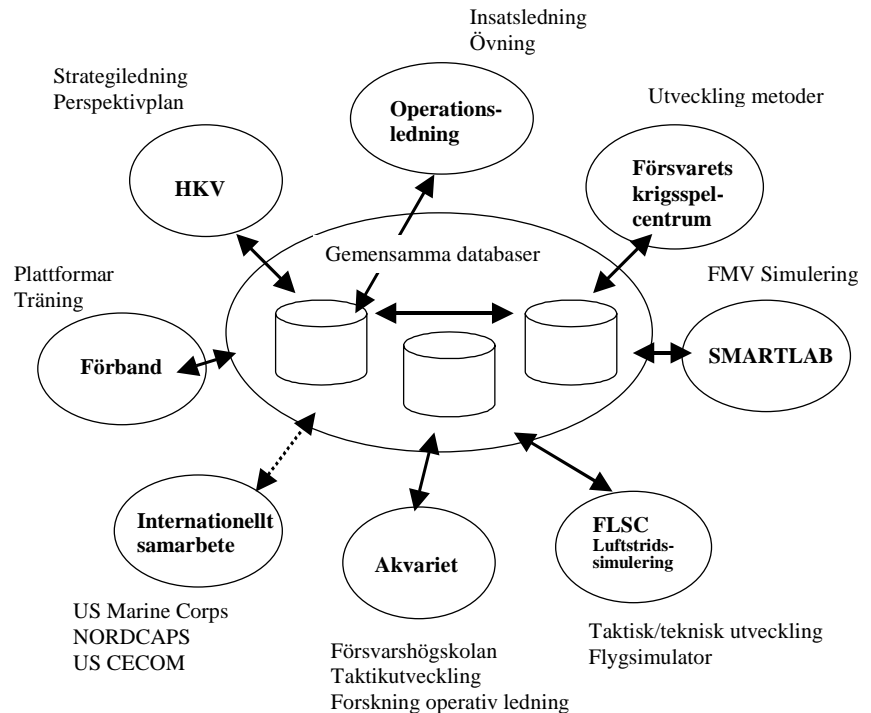 Insatsledning
Övning
Strategiledning
Perspektivplan
Operations-
ledning
Utveckling metoder
HKV
Försvarets
krigsspel-
centrum
Gemensamma databaser
Plattformar
Träning
FMV Simulering
Förband
SMARTLAB
Internationellt
samarbete
Akvariet
FLSC
Luftstrids-
simulering
US Marine Corps
NORDCAPS
US CECOM
Försvarshögskolan
Taktikutveckling
Forskning operativ ledning
Taktisk/teknisk utveckling
Flygsimulator